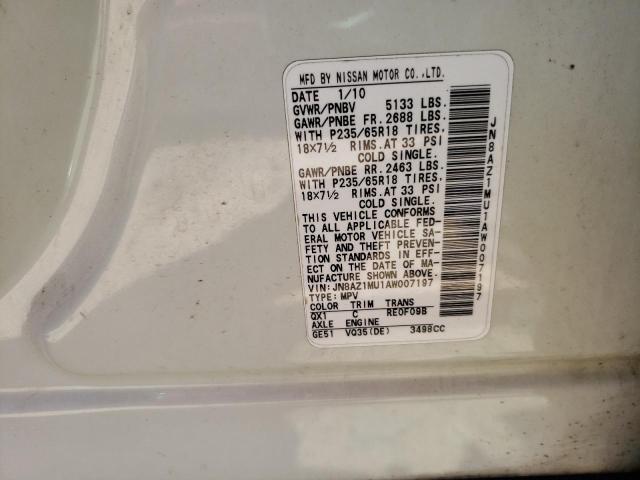 MFD BY NISSAN MOTOR CO.,LTD.
DATE 1/10
GVWR/PNBV 5133 LBS.
GAWR/PNBE FR. 2688 LBS.
WITH P235/65R18 TIRES.
18×7½ RIMS. AT 33 PSI
COLD SINGLE.
GAWR/PNBE RR. 2463 LBS.
WITH P235/65R18 TIRES.
18×7½ RIMS. AT 33 PSI
COLD SINGLE.
THIS VEHICLE CONFORMS
TO ALL APPLICABLE FED-
ERAL MOTOR VEHICLE SA-
FETY AND THEFT PREVEN-
TION STANDARDS IN EFF-
ECT ON THE DATE OF MA-
NUFACTURE SHOWN ABOVE.
VIN: JN8AZ1MU1AW007197
TYPE: MPV
COLOR TRIM TRANS
QX1 C RE0F09B
AXLE ENGINE
GE51 VQ35(DE) 3498CC
JN8AZ1MU1AW007197